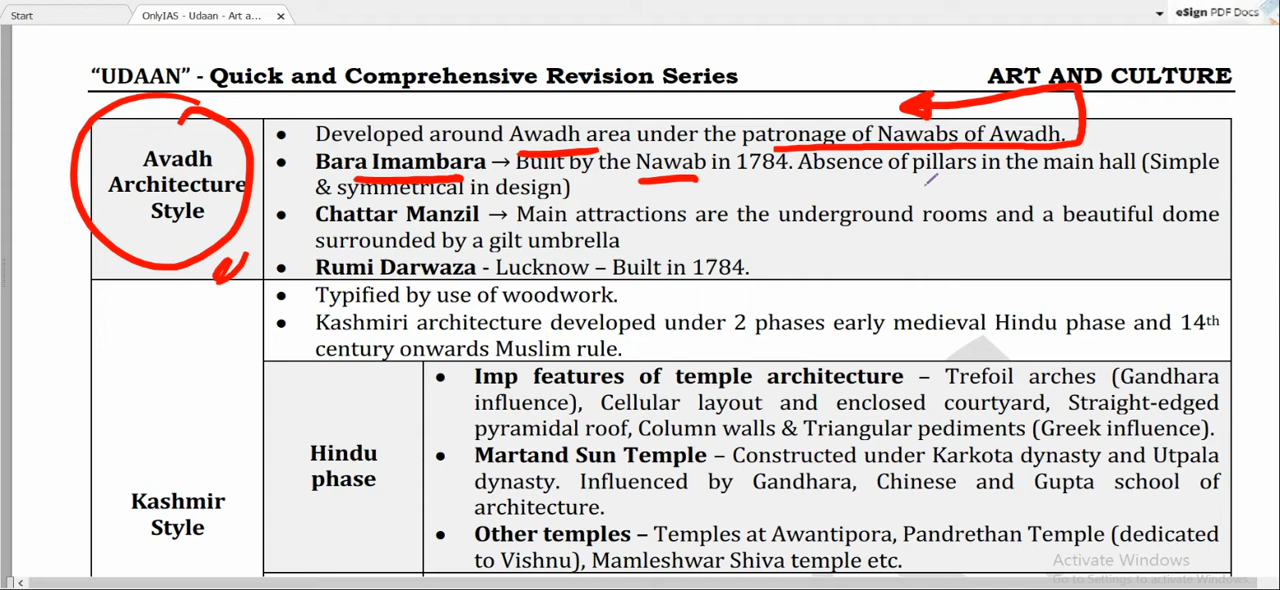 Start
OnlyIAS - Udaan - Art a...
eSign PDF Docs
“UDAAN” - Quick and Comprehensive Revision Series
ART AND CULTURE
Avadh
Architecture
Style
• Developed around Awadh area under the patronage of Nawabs of Awadh.
• Bara Imambara → Built by the Nawab in 1784. Absence of pillars in the main hall (Simple
& symmetrical in design)
• Chattar Manzil → Main attractions are the underground rooms and a beautiful dome
surrounded by a gilt umbrella
• Rumi Darwaza - Lucknow – Built in 1784.
Kashmir
Style
• Typified by use of woodwork.
• Kashmiri architecture developed under 2 phases early medieval Hindu phase and 14th
century onwards Muslim rule.
Hindu
phase
• Imp features of temple architecture – Trefoil arches (Gandhara
influence), Cellular layout and enclosed courtyard, Straight-edged
pyramidal roof, Column walls & Triangular pediments (Greek influence).
• Martand Sun Temple – Constructed under Karkota dynasty and Utpala
dynasty. Influenced by Gandhara, Chinese and Gupta school of
architecture.
• Other temples – Temples at Awantipora, Pandrethan Temple (dedicated
to Vishnu), Mamleshwar Shiva temple etc.
Activate Windows
Go to Settings to activate Windows.